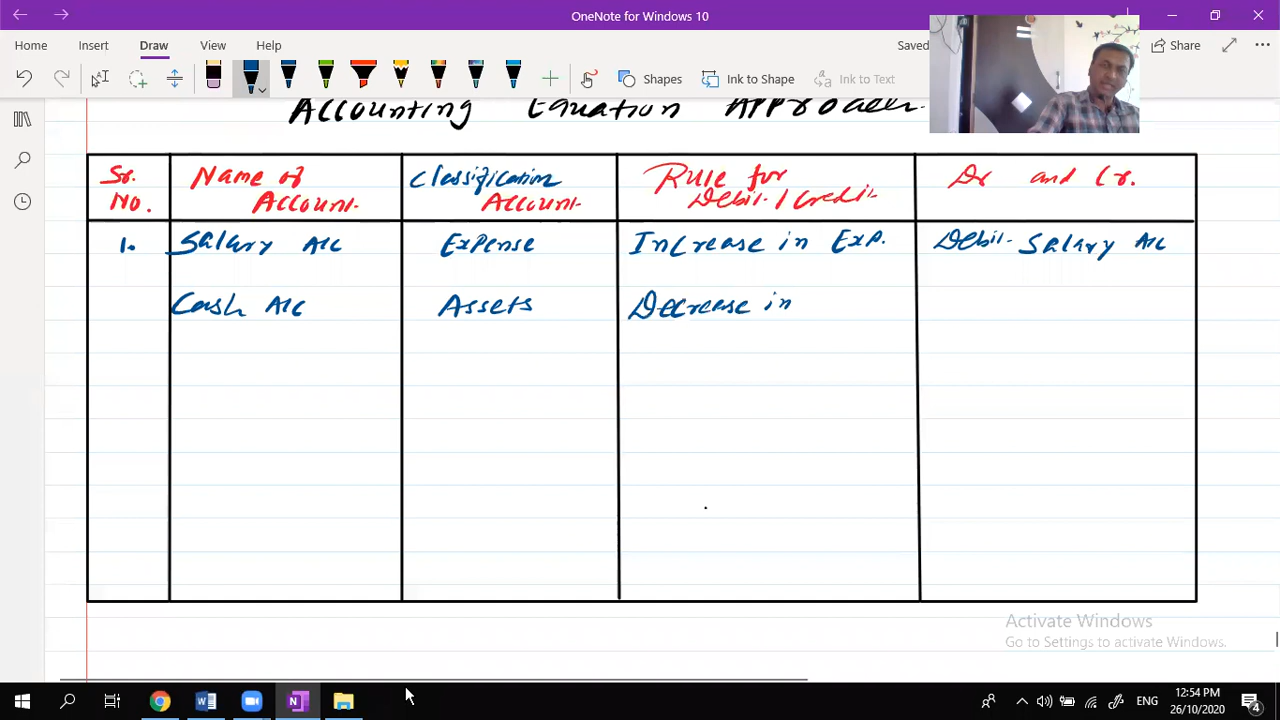 OneNote for Windows 10
Home Insert Draw View Help Saved Share
Ink to Shape Ink to Text
Shapes
Accounting Equation Approach.
Sr. No. Name of Account. Classification Account. Rule for Debit / Credit Dr and Cr.
1. Salary A/C Expense Increase in Exp. Debit Salary A/C
Cash A/C Assets Decrease in
Activate Windows
Go to Settings to activate Windows.
ENG
12:54 PM
26/10/2020
4